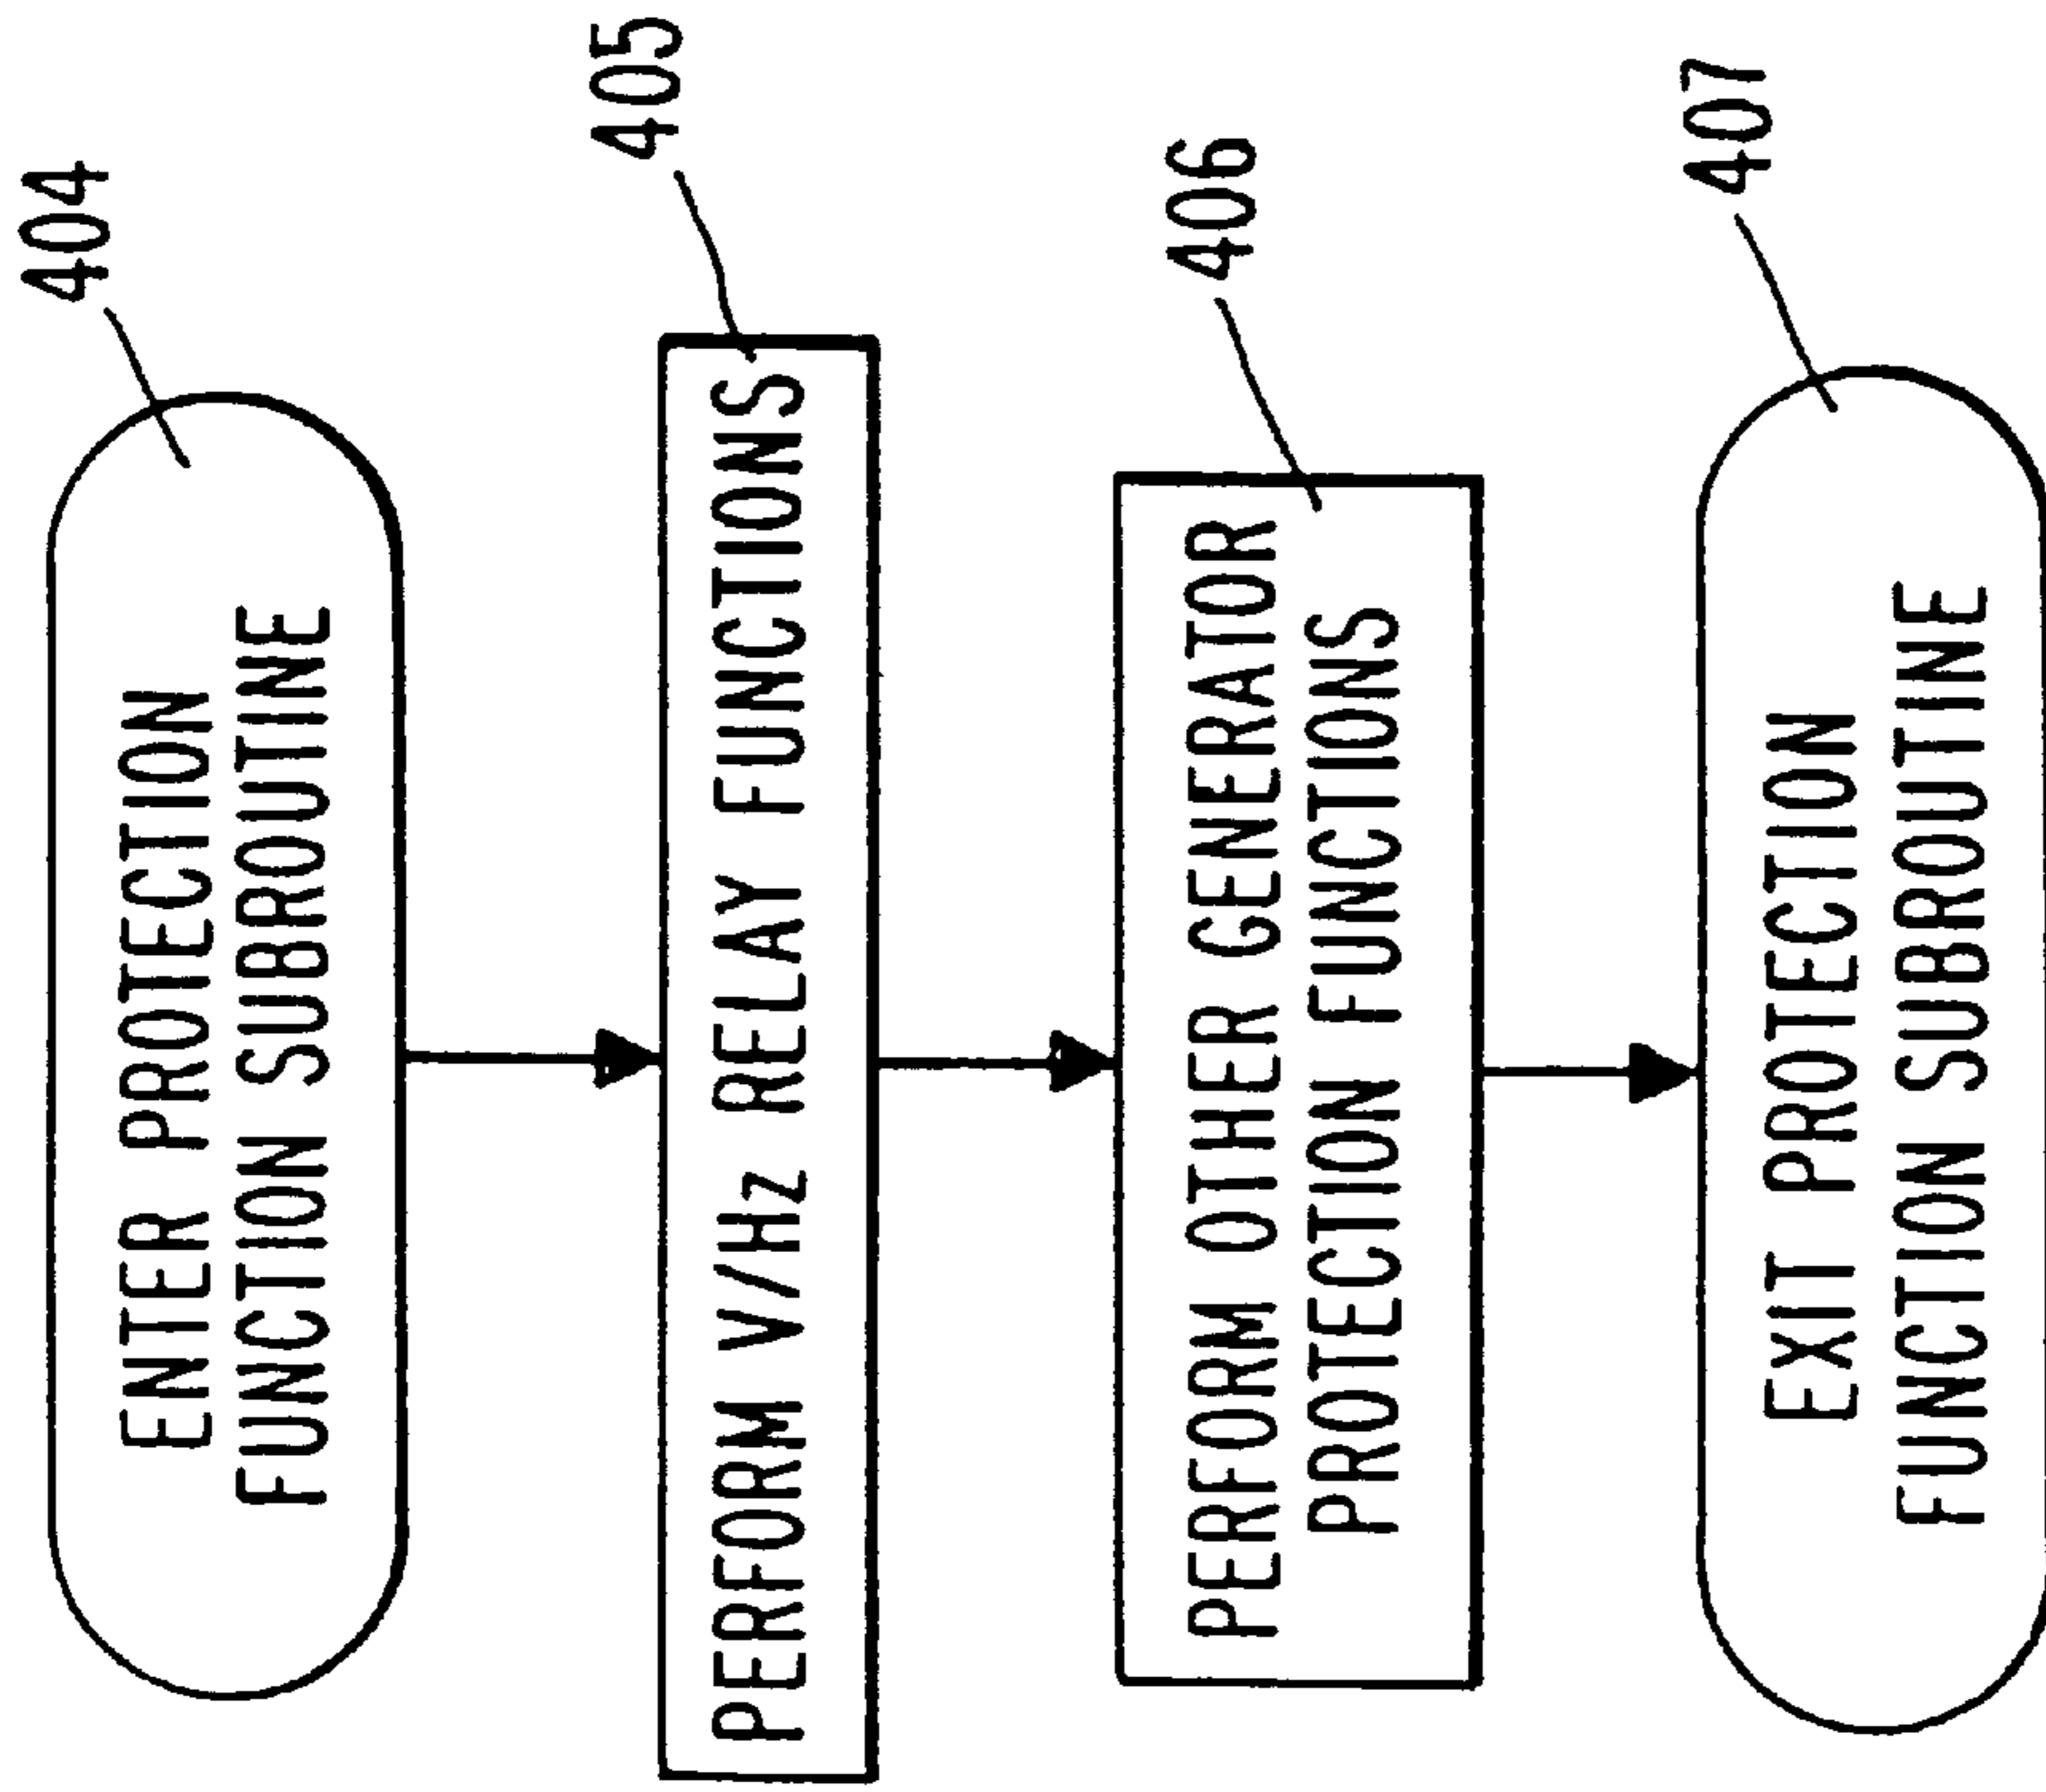 404
ENTER PROTECTION
FUNCTION SUBROUTINE
405
PERFORM V//Hz RELAY FUNCTIONS
406
PERFORM OTHER GENERATOR
PROTECTION FUNCTIONS
407
EXIT PROTECTION
FUNCTION SUBROUTINE